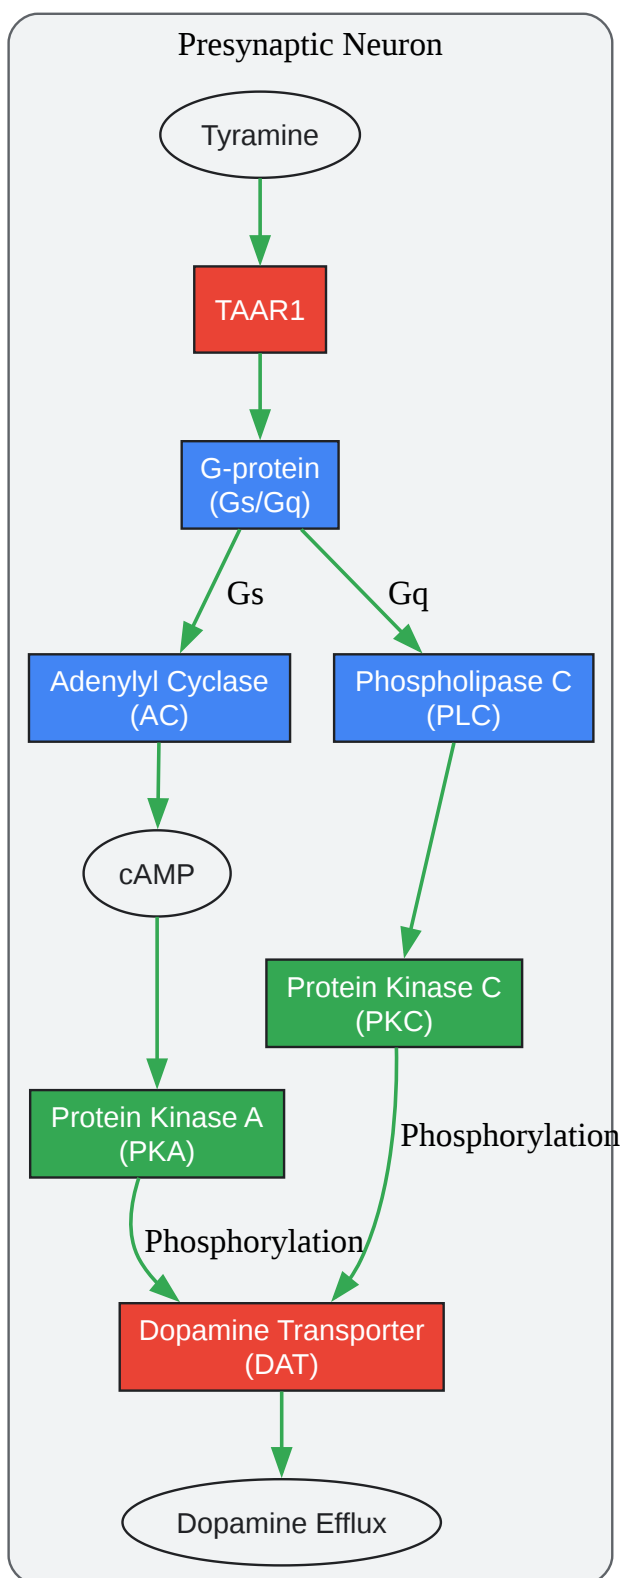 Presynaptic Neuron
Tyramine
TAAR1
G-protein
(Gs/Gq)
Gs
Gq
Adenylyl Cyclase
(AC)
Phospholipase C
(PLC)
cAMP
Protein Kinase C
(PKC)
Protein Kinase A
(PKA)
Phosphorylation
Phosphorylation
Dopamine Transporter
(DAT)
Dopamine Efflux